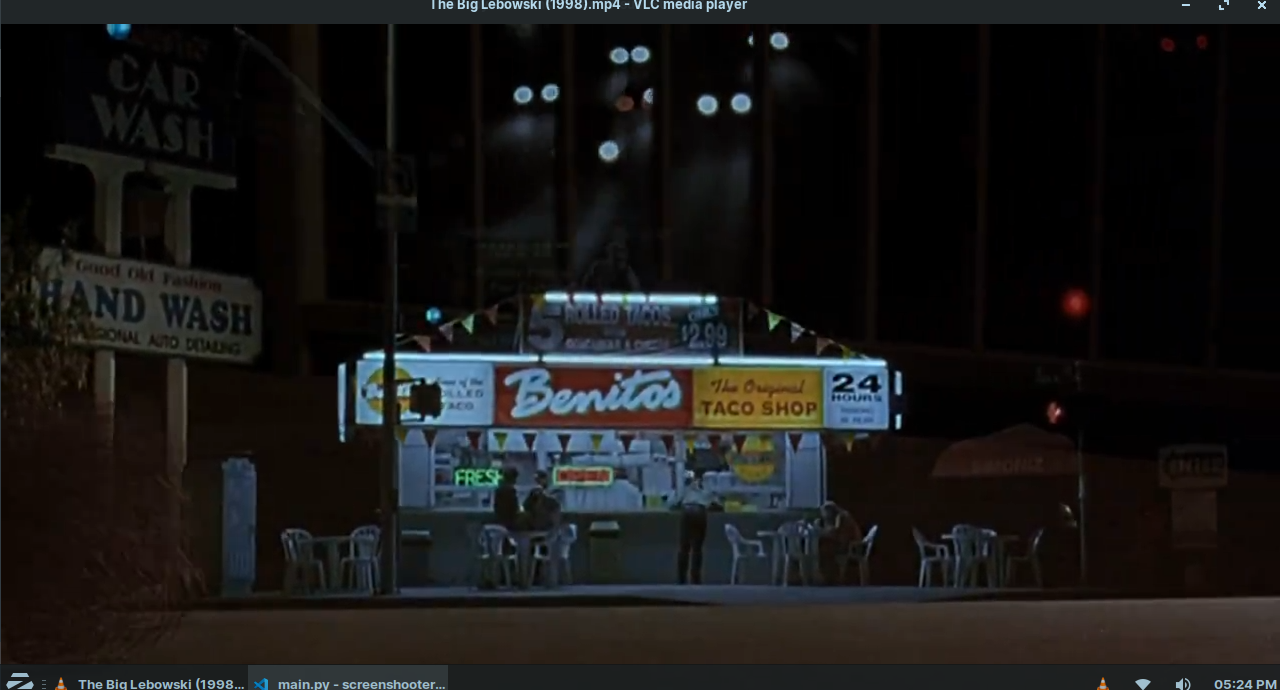 The Big Lebowski (1998).mp4 - VLC media player
CAR
WASH
Good Old Fashion
HAND WASH
AUTO DETAILING
5 ROLLED TACOS
$2.99
Benitos
The Original
TACO SHOP
24
HOURS
FRESH
The Big Lebowski (1998...
main.py - screenshooter...
05:24 PM